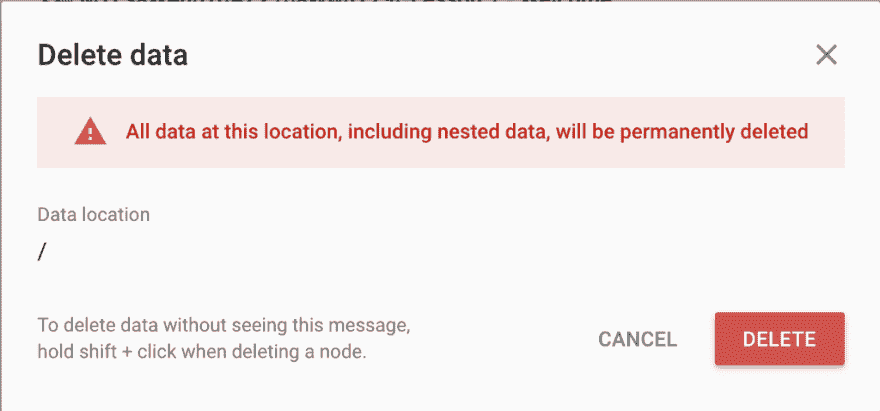 Delete data
All data at this location, including nested data, will be permanently deleted
Data location
/
To delete data without seeing this message,
hold shift + click when deleting a node.
CANCEL
DELETE